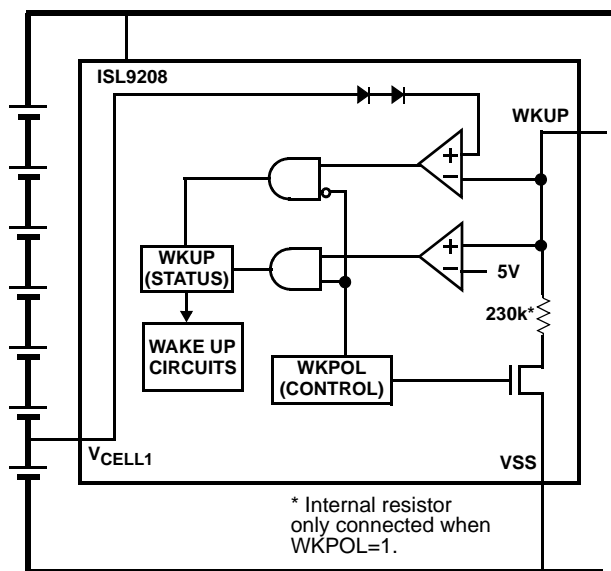 ISL9208
WKUP
+
−
WKUP
(STATUS)
+
−
5V
230k*
WAKE UP
CIRCUITS
WKPOL
(CONTROL)
VCELL1
VSS
* Internal resistor
only connected when
WKPOL=1.